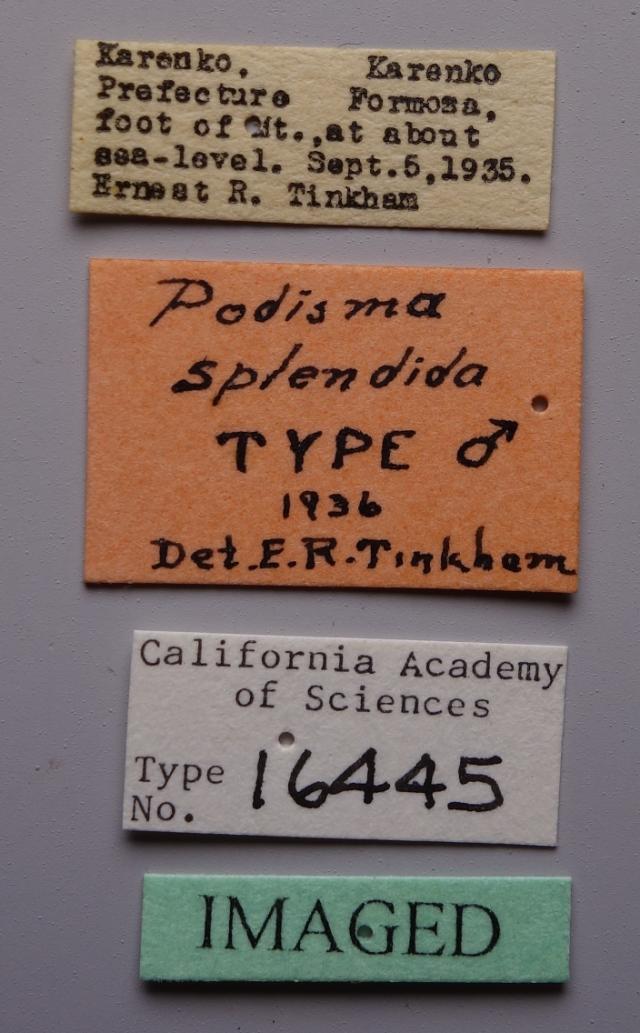 Karenko, Karenko
Prefecture Formosa,
foot of Mt., at about
sea-level. Sept.5,1935.
Ernest R. Tinkham
Podisma
splendida
TYPE ♂
1936
Det. E.R.Tinkham
California Academy
of Sciences
Type
No. 16445
IMAGED